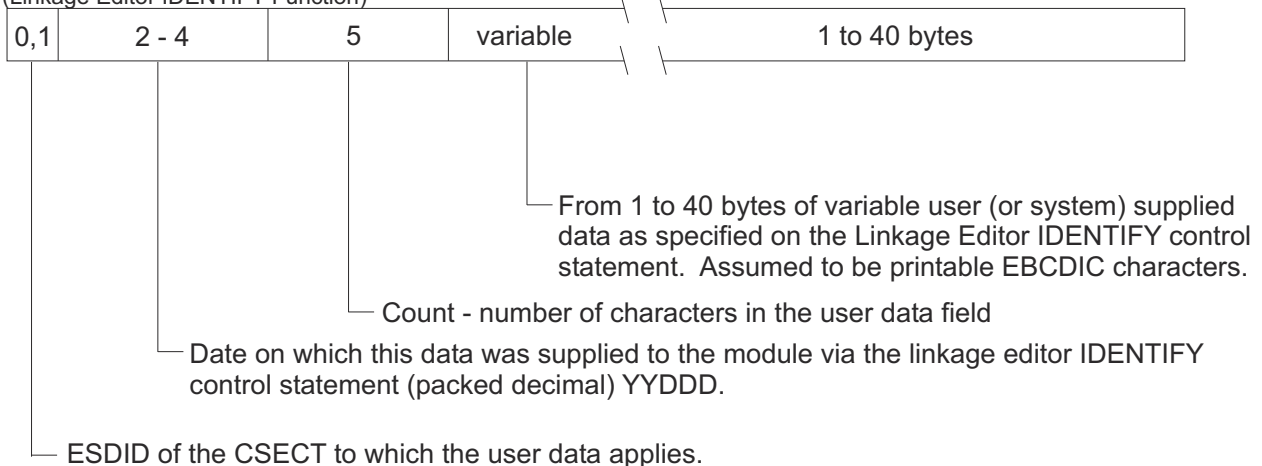 (Linkage Editor IDENTIFY Function)
0,1 2 - 4 5 variable 1 to 40 bytes
From 1 to 40 bytes of variable user (or system) supplied
data as specified on the Linkage Editor IDENTIFY control
statement. Assumed to be printable EBCDIC characters.
Count - number of characters in the user data field
Date on which this data was supplied to the module via the linkage editor IDENTIFY
control statement (packed decimal) YYDDD.
ESDID of the CSECT to which the user data applies.